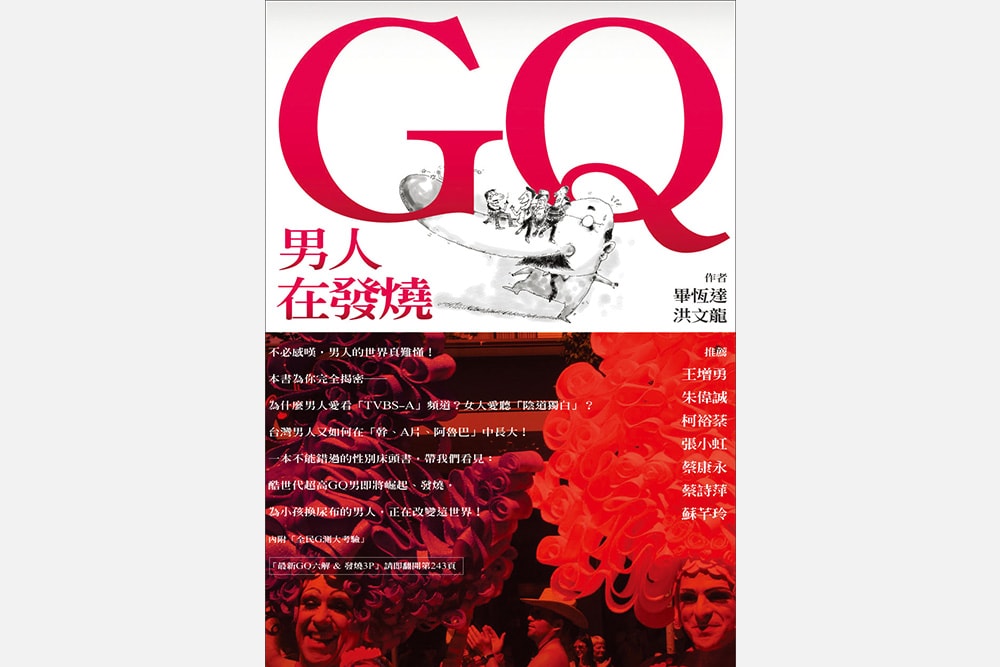 GQ
男人
在發燒
作者
畢恆達
洪文龍
不必感嘆，男人的世界真難懂！
本書為你完全揭密——
為什麼男人愛看「TVBS-A」頻道？女人愛聽「陰道獨白」？
台灣男人又如何在「幹、A片、阿魯巴」中長大！
一本不能錯過的性別床頭書，帶我們看見：
酷世代超高GQ男即將崛起、發燒，
為小孩換尿布的男人，正在改變這世界！
內附「全民G測大考驗」
「最新GQ六解 & 發燒3P」請即翻開第243頁
推薦
王增勇
朱偉誠
柯裕棻
張小虹
蔡康永
蔡詩萍
蘇芊玲